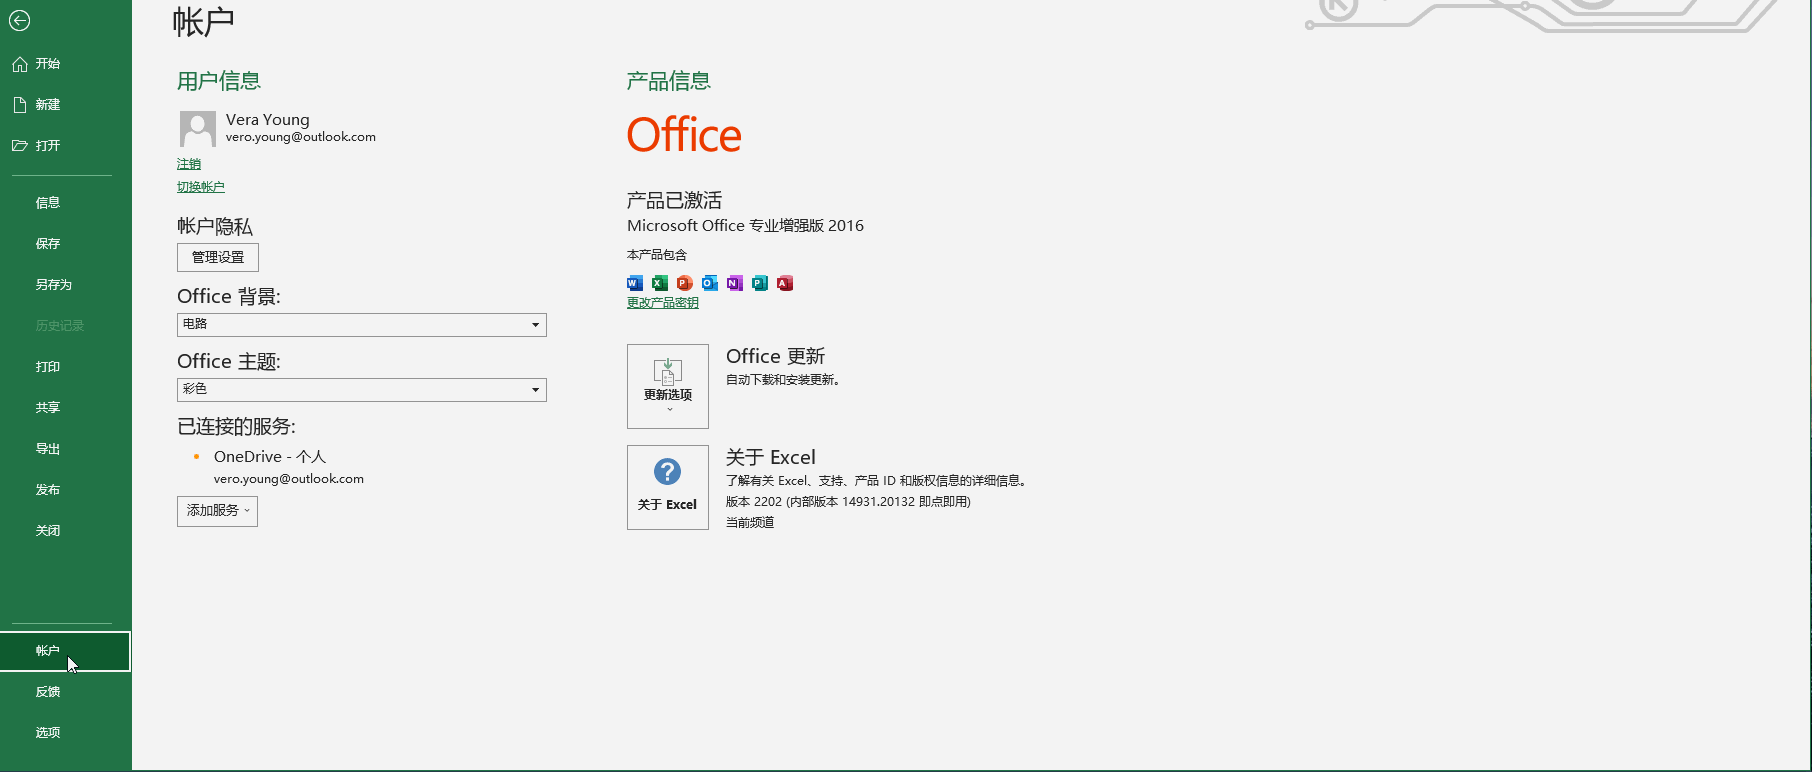 帐户
开始
新建
打开
信息
保存
另存为
历史记录
打印
共享
导出
发布
关闭
帐户
反馈
选项
用户信息
Vera Young
vero.young@outlook.com
注销
切换帐户
帐户隐私
管理设置
Office 背景:
电路
Office 主题:
彩色
已连接的服务:
OneDrive - 个人
vero.young@outlook.com
添加服务
产品信息
Office
产品已激活
Microsoft Office 专业增强版 2016
本产品包含
更改产品密钥
更新选项
Office 更新
自动下载和安装更新。
关于 Excel
关于 Excel
了解有关 Excel、支持、产品 ID 和版权信息的详细信息。
版本 2202 (内部版本 14931.20132 即点即用)
当前频道